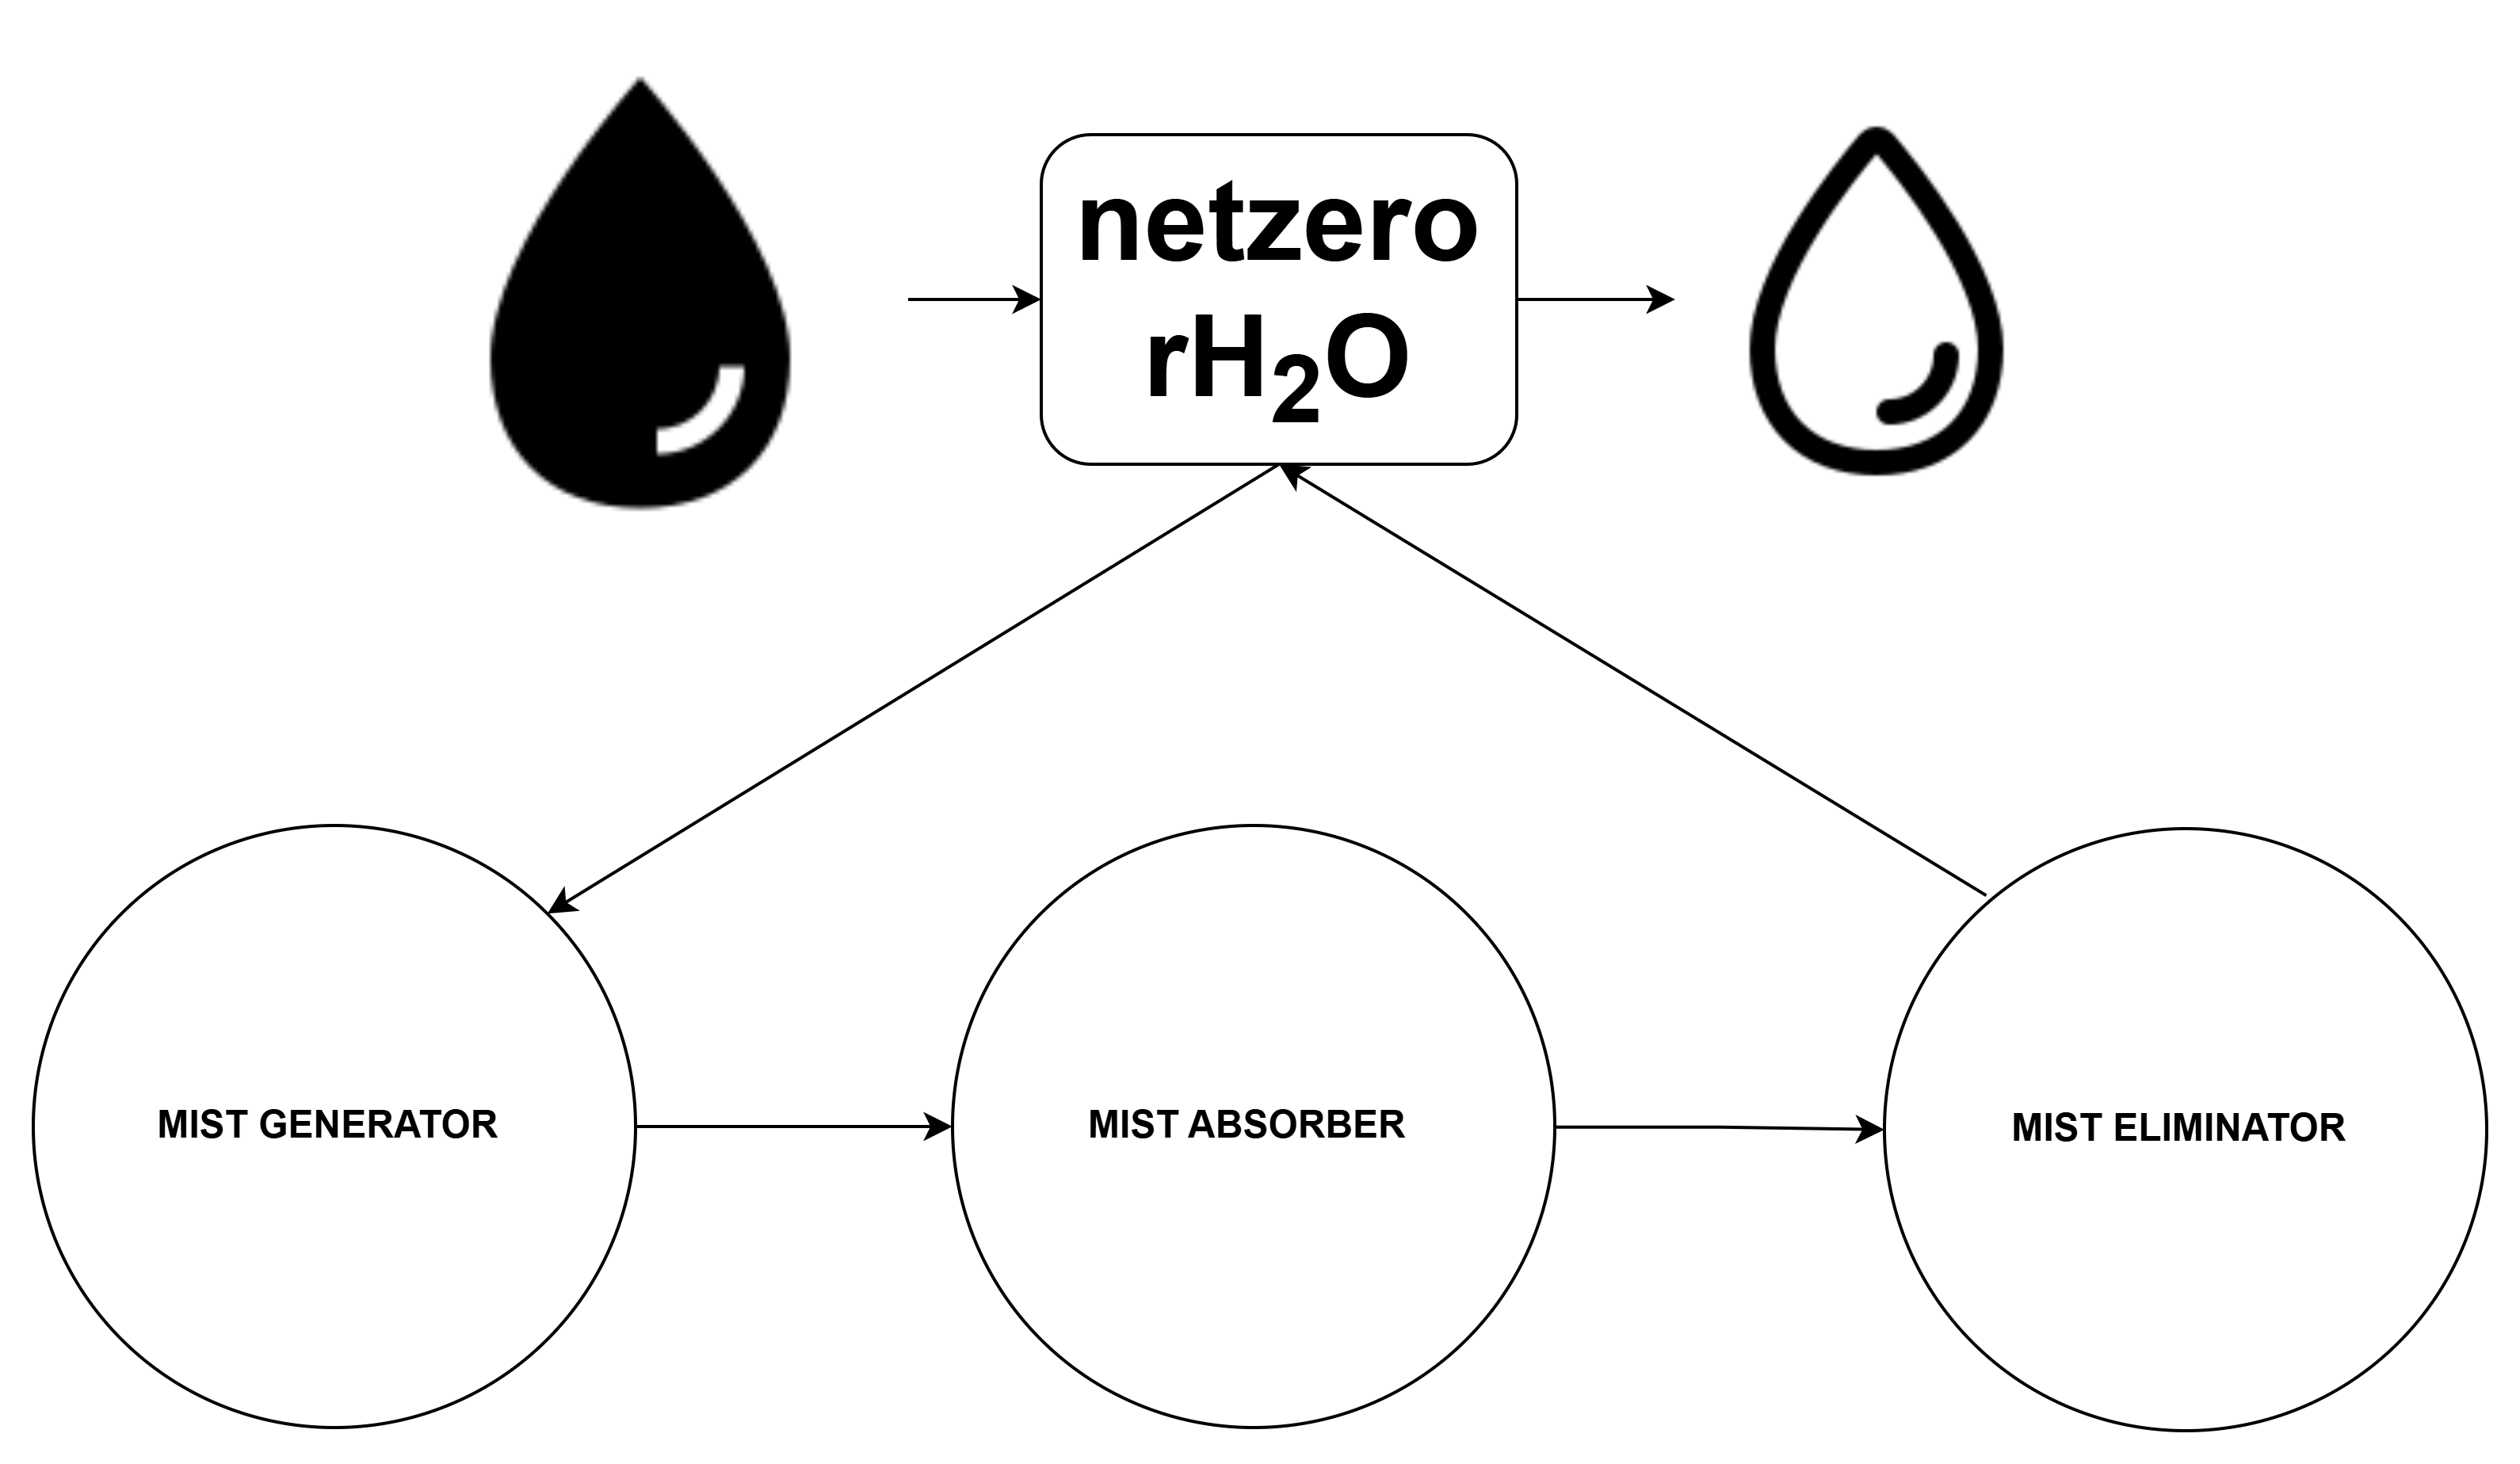 netzero
rH₂O
MIST GENERATOR
MIST ABSORBER
MIST ELIMINATOR